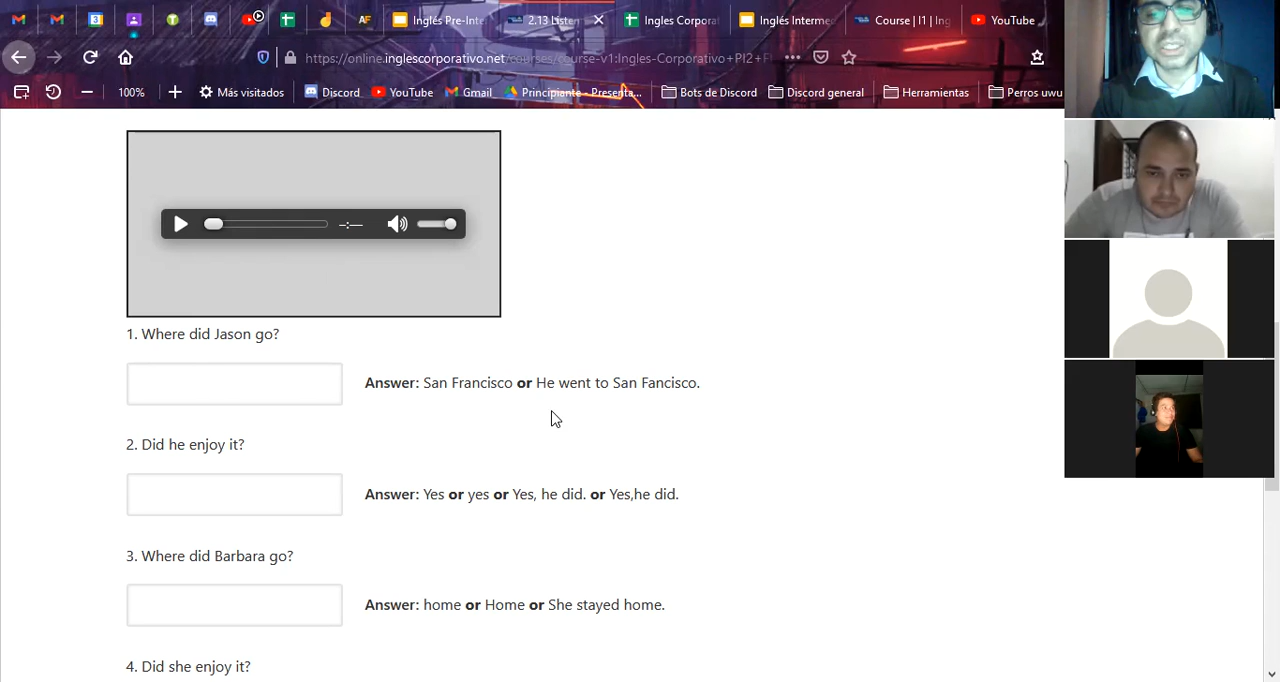 AF
Inglés Pre-Inte
2.13 Listen
Ingles Corpora
Inglés Interme
Course | I1 | Ing
YouTube
https://online.inglescorporativo.net/courses/course-v1:Ingles-Corporativo+PI2+F
100%
Más visitados
Discord
YouTube
Gmail
Principiante - Presenta...
Bots de Discord
Discord general
Herramientas
Perros uwu
-:--
1. Where did Jason go?
Answer: San Francisco or He went to San Fancisco.
2. Did he enjoy it?
Answer: Yes or yes or Yes, he did. or Yes,he did.
3. Where did Barbara go?
Answer: home or Home or She stayed home.
4. Did she enjoy it?